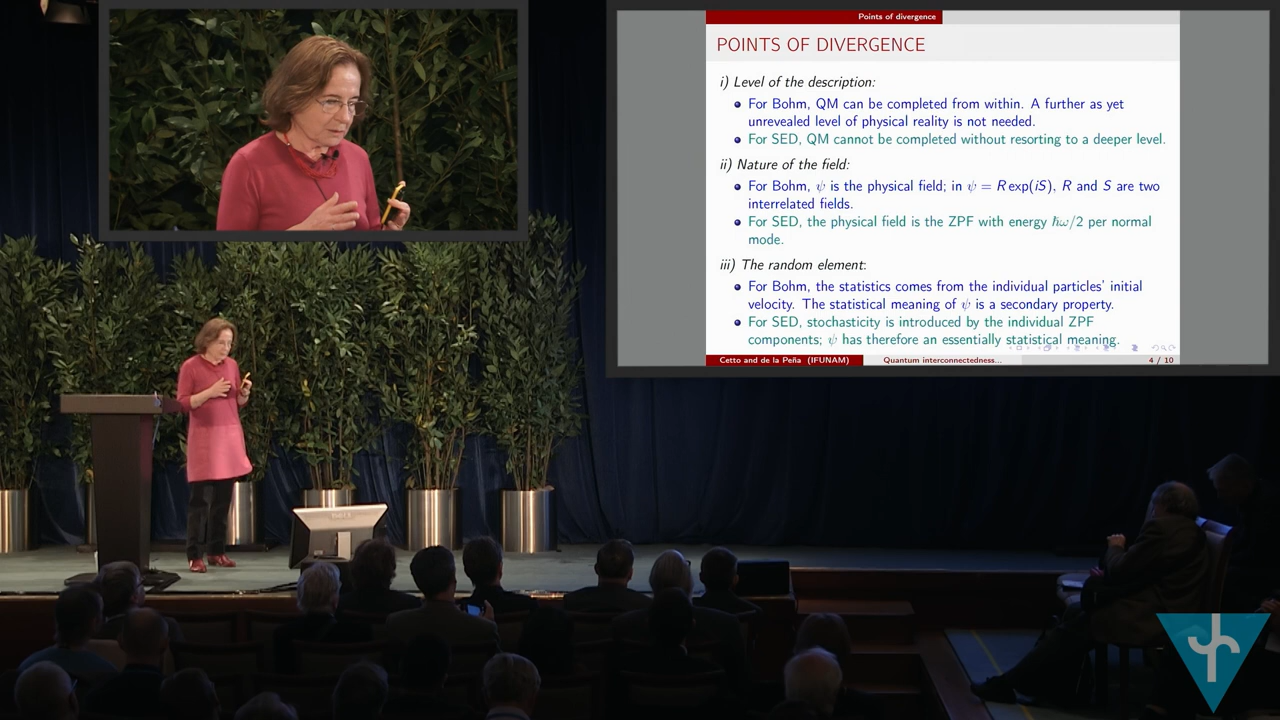 Points of divergence
POINTS OF DIVERGENCE
i) Level of the description:
For Bohm, QM can be completed from within. A further as yet
unrevealed level of physical reality is not needed.
For SED, QM cannot be completed without resorting to a deeper level.
ii) Nature of the field:
For Bohm, ψ is the physical field; in ψ = R exp(iS), R and S are two
interrelated fields.
For SED, the physical field is the ZPF with energy ℏω/2 per normal
mode.
iii) The random element:
For Bohm, the statistics comes from the individual particles' initial
velocity. The statistical meaning of ψ is a secondary property.
For SED, stochasticity is introduced by the individual ZPF
components; ψ has therefore an essentially statistical meaning.
Cetto and de la Peña (IFUNAM)
Quantum interconnectedness...
4 / 10